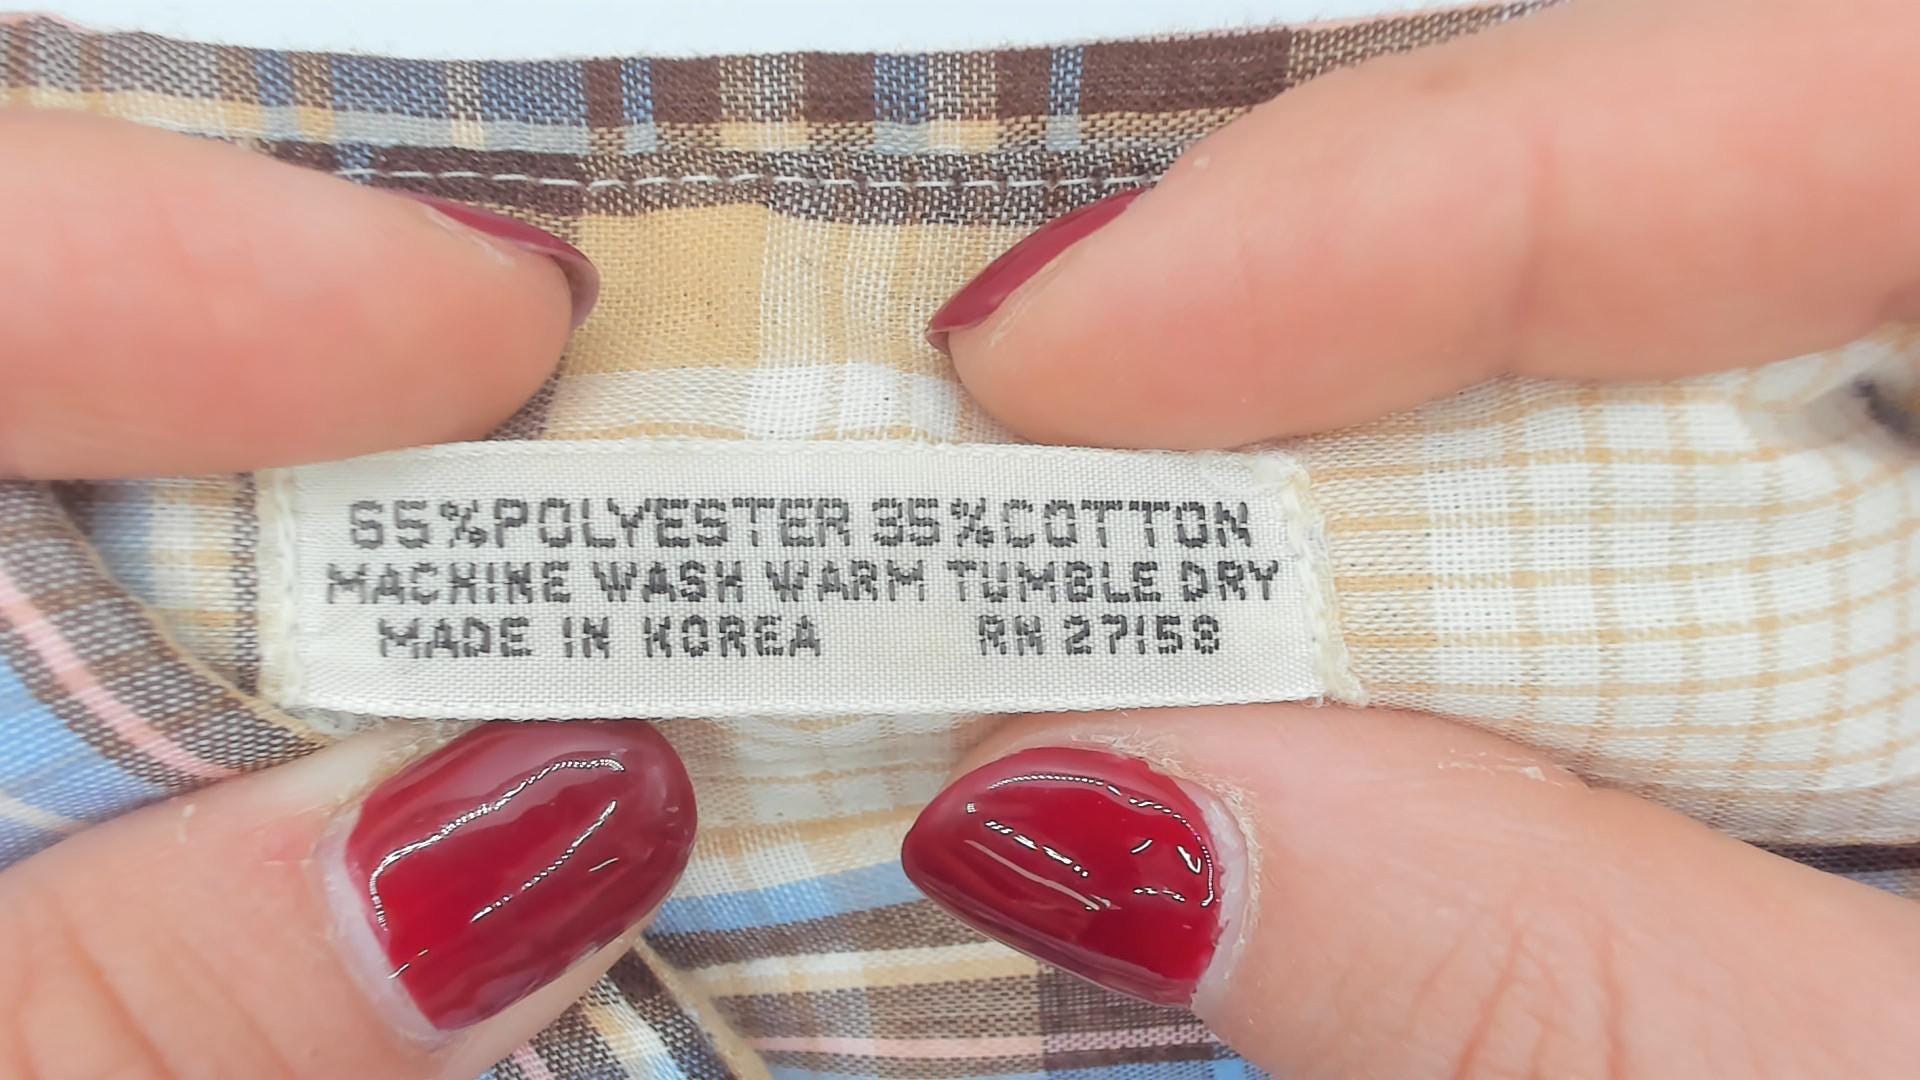 65%POLYESTER 35%COTTON
MACHINE WASH WARM TUMBLE DRY
MADE IN KOREA RN 27158